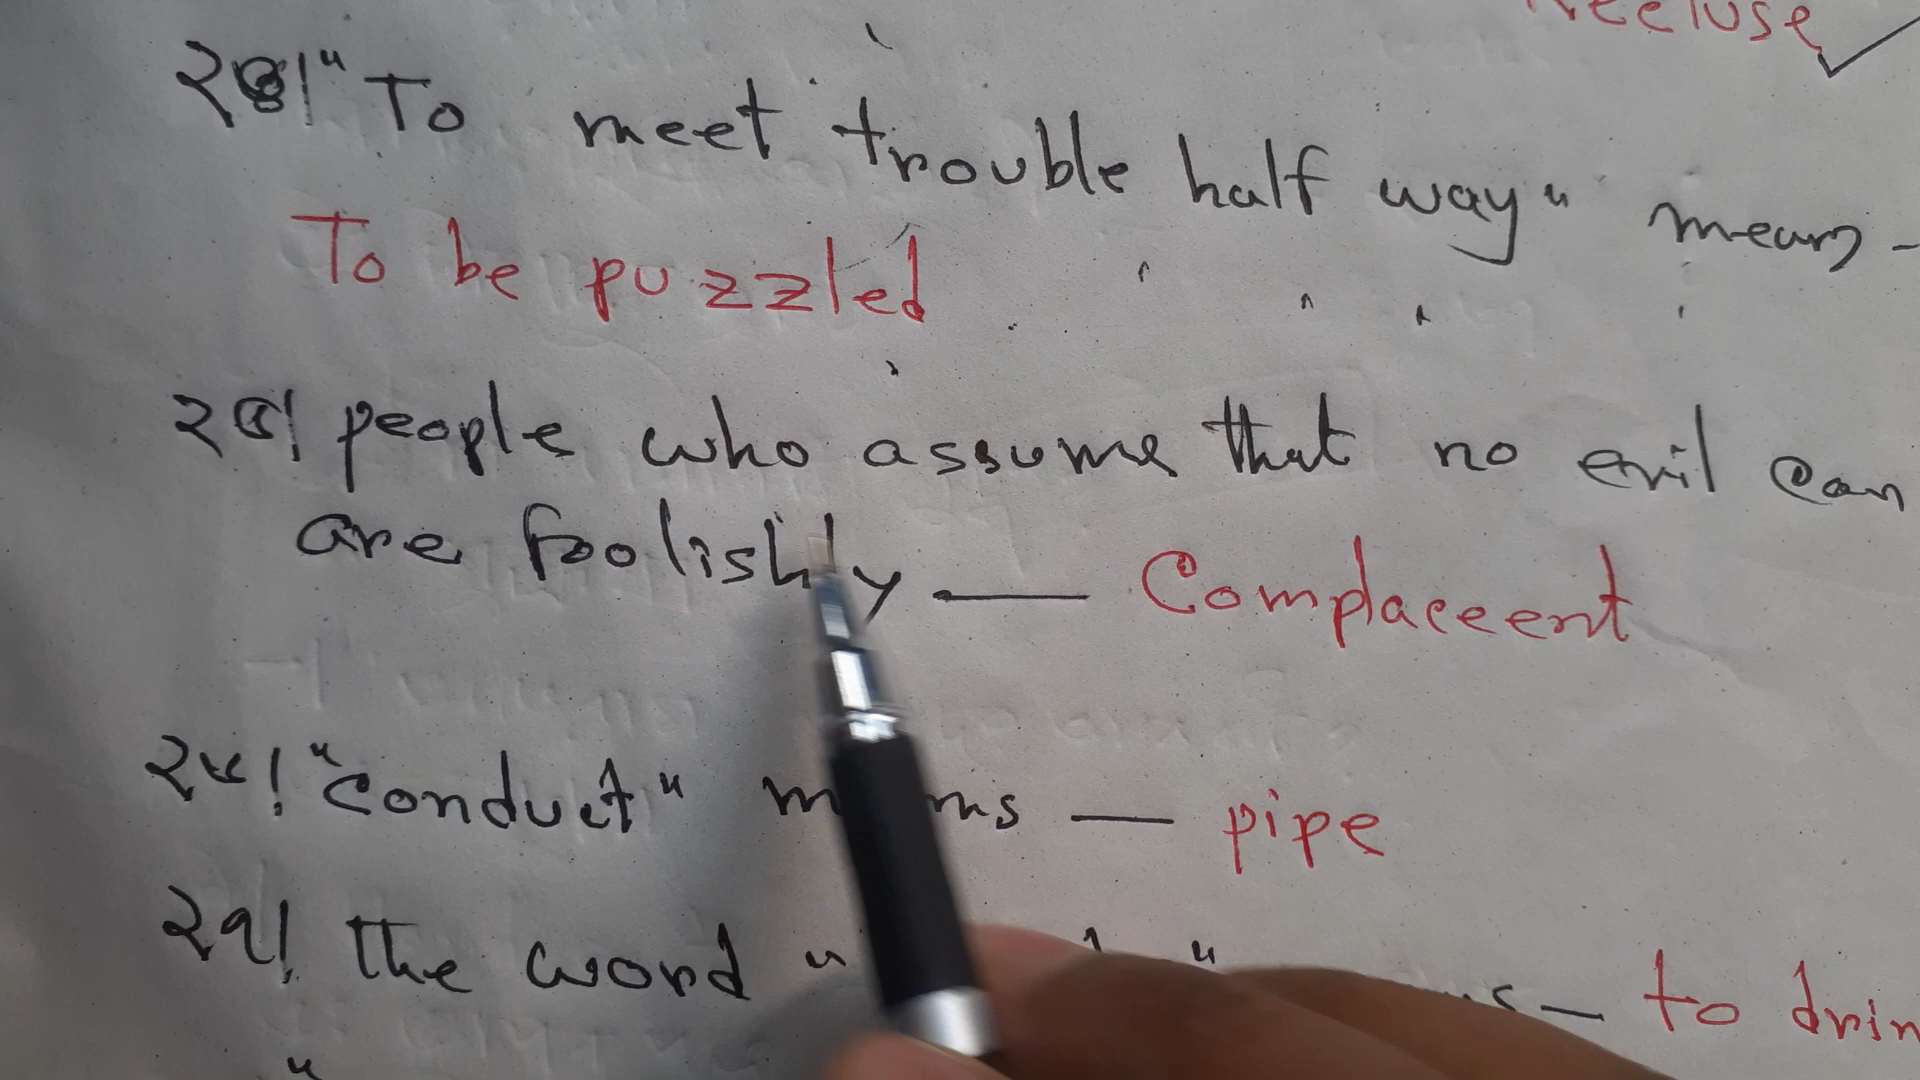 Recluse
২৪। "To meet trouble half way" means -
To be puzzled
২৫। people who assume that no evil can
are foolishly — Complaceent
২৬। "Conduct" means — pipe
২৭। the word " " — to drin